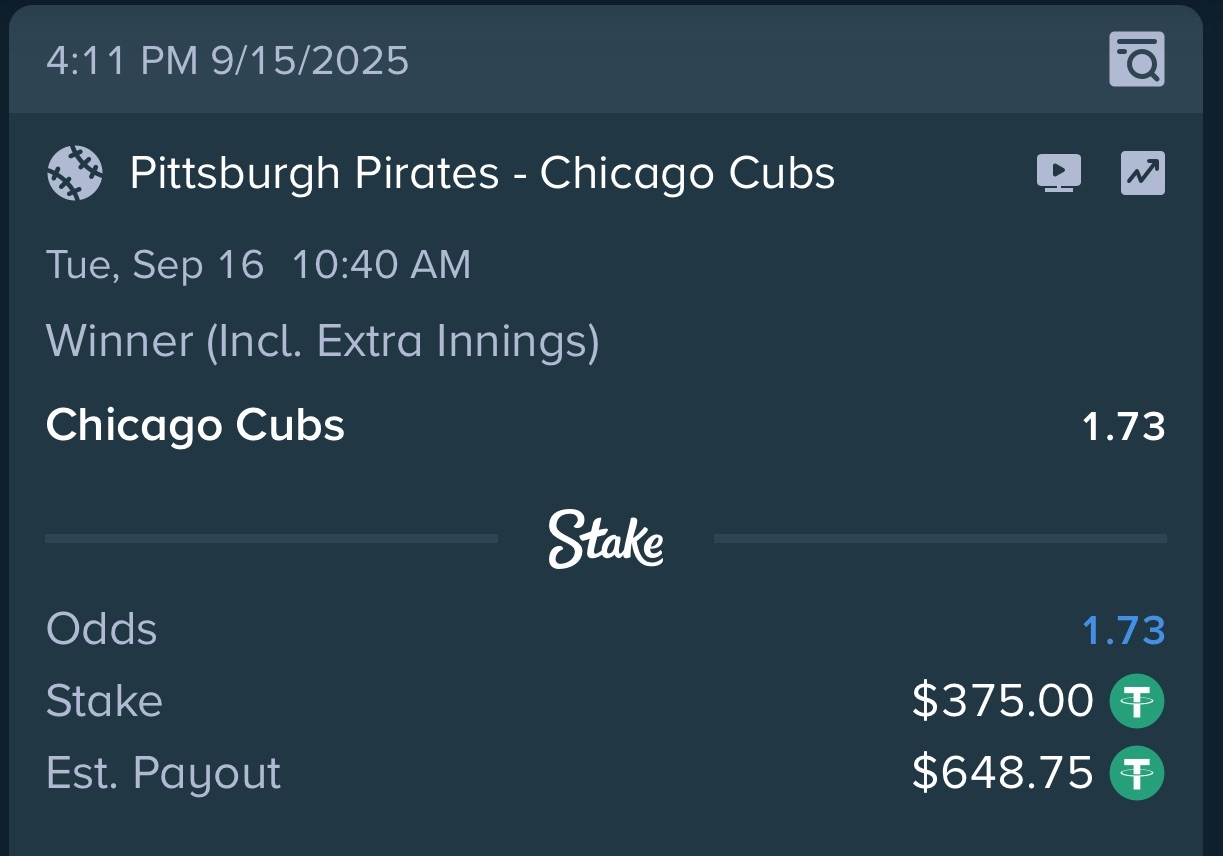 4:11 PM 9/15/2025
Pittsburgh Pirates - Chicago Cubs
Tue, Sep 16 10:40 AM
Winner (Incl. Extra Innings)
Chicago Cubs 1.73
Stake
Odds 1.73
Stake $375.00
Est. Payout $648.75